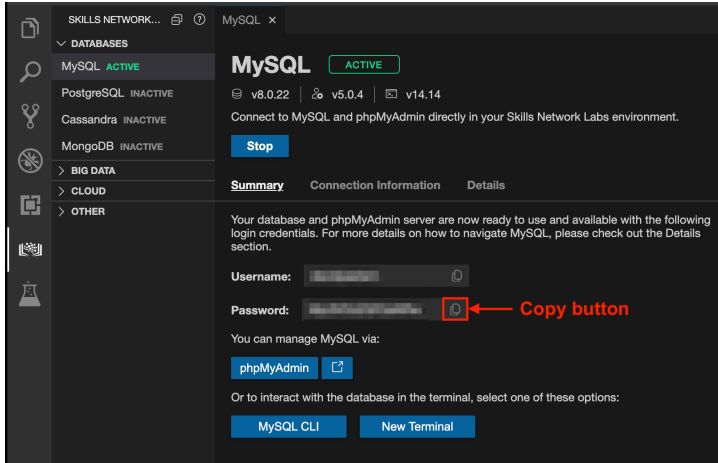 SKILLS NETWORK...
DATABASES
MySQL ACTIVE
PostgreSQL INACTIVE
Cassandra INACTIVE
MongoDB INACTIVE
BIG DATA
CLOUD
OTHER
MySQL ×
MySQL ACTIVE
v8.0.22 v5.0.4 v14.14
Connect to MySQL and phpMyAdmin directly in your Skills Network Labs environment.
Stop
Summary Connection Information Details
Your database and phpMyAdmin server are now ready to use and available with the following
login credentials. For more details on how to navigate MySQL, please check out the Details
section.
Username:
Password:
Copy button
You can manage MySQL via:
phpMyAdmin
Or to interact with the database in the terminal, select one of these options:
MySQL CLI New Terminal